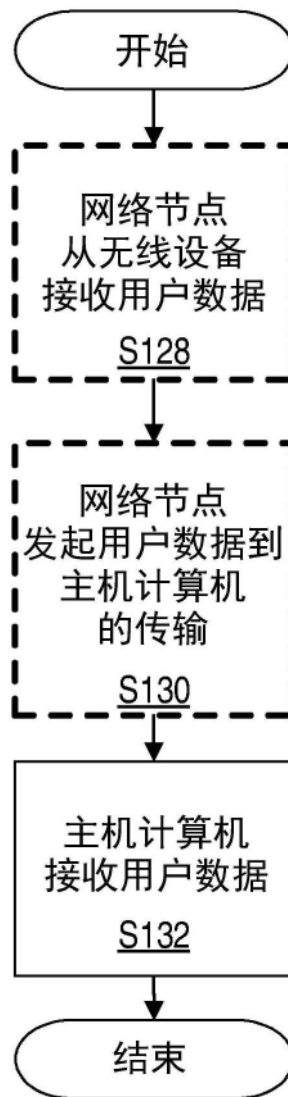 开始
网络节点
从无线设备
接收用户数据
S128
网络节点
发起用户数据到
主机计算机
的传输
S130
主机计算机
接收用户数据
S132
结束